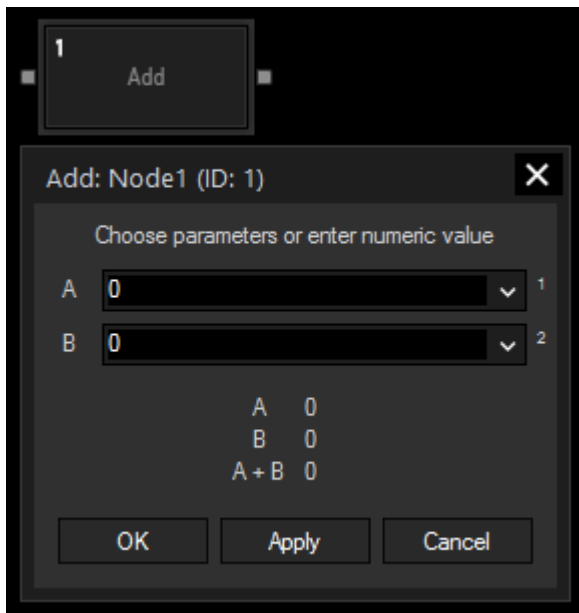 1
Add
Add: Node1 (ID: 1)
Choose parameters or enter numeric value
A 0 1
B 0 2
A 0
B 0
A + B 0
OK Apply Cancel